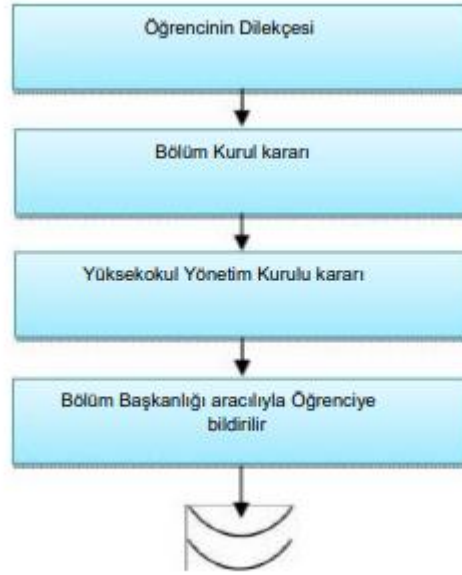 Öğrencinin Dilekçesi
Bölüm Kurul kararı
Yüksekokul Yönetim Kurulu kararı
Bölüm Başkanlığı aracılıyla Öğrenciye
bildirilir